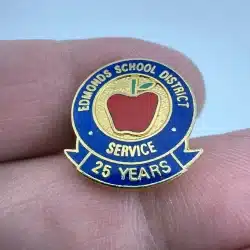 EDMONDS SCHOOL DISTRICT
SERVICE
25 YEARS